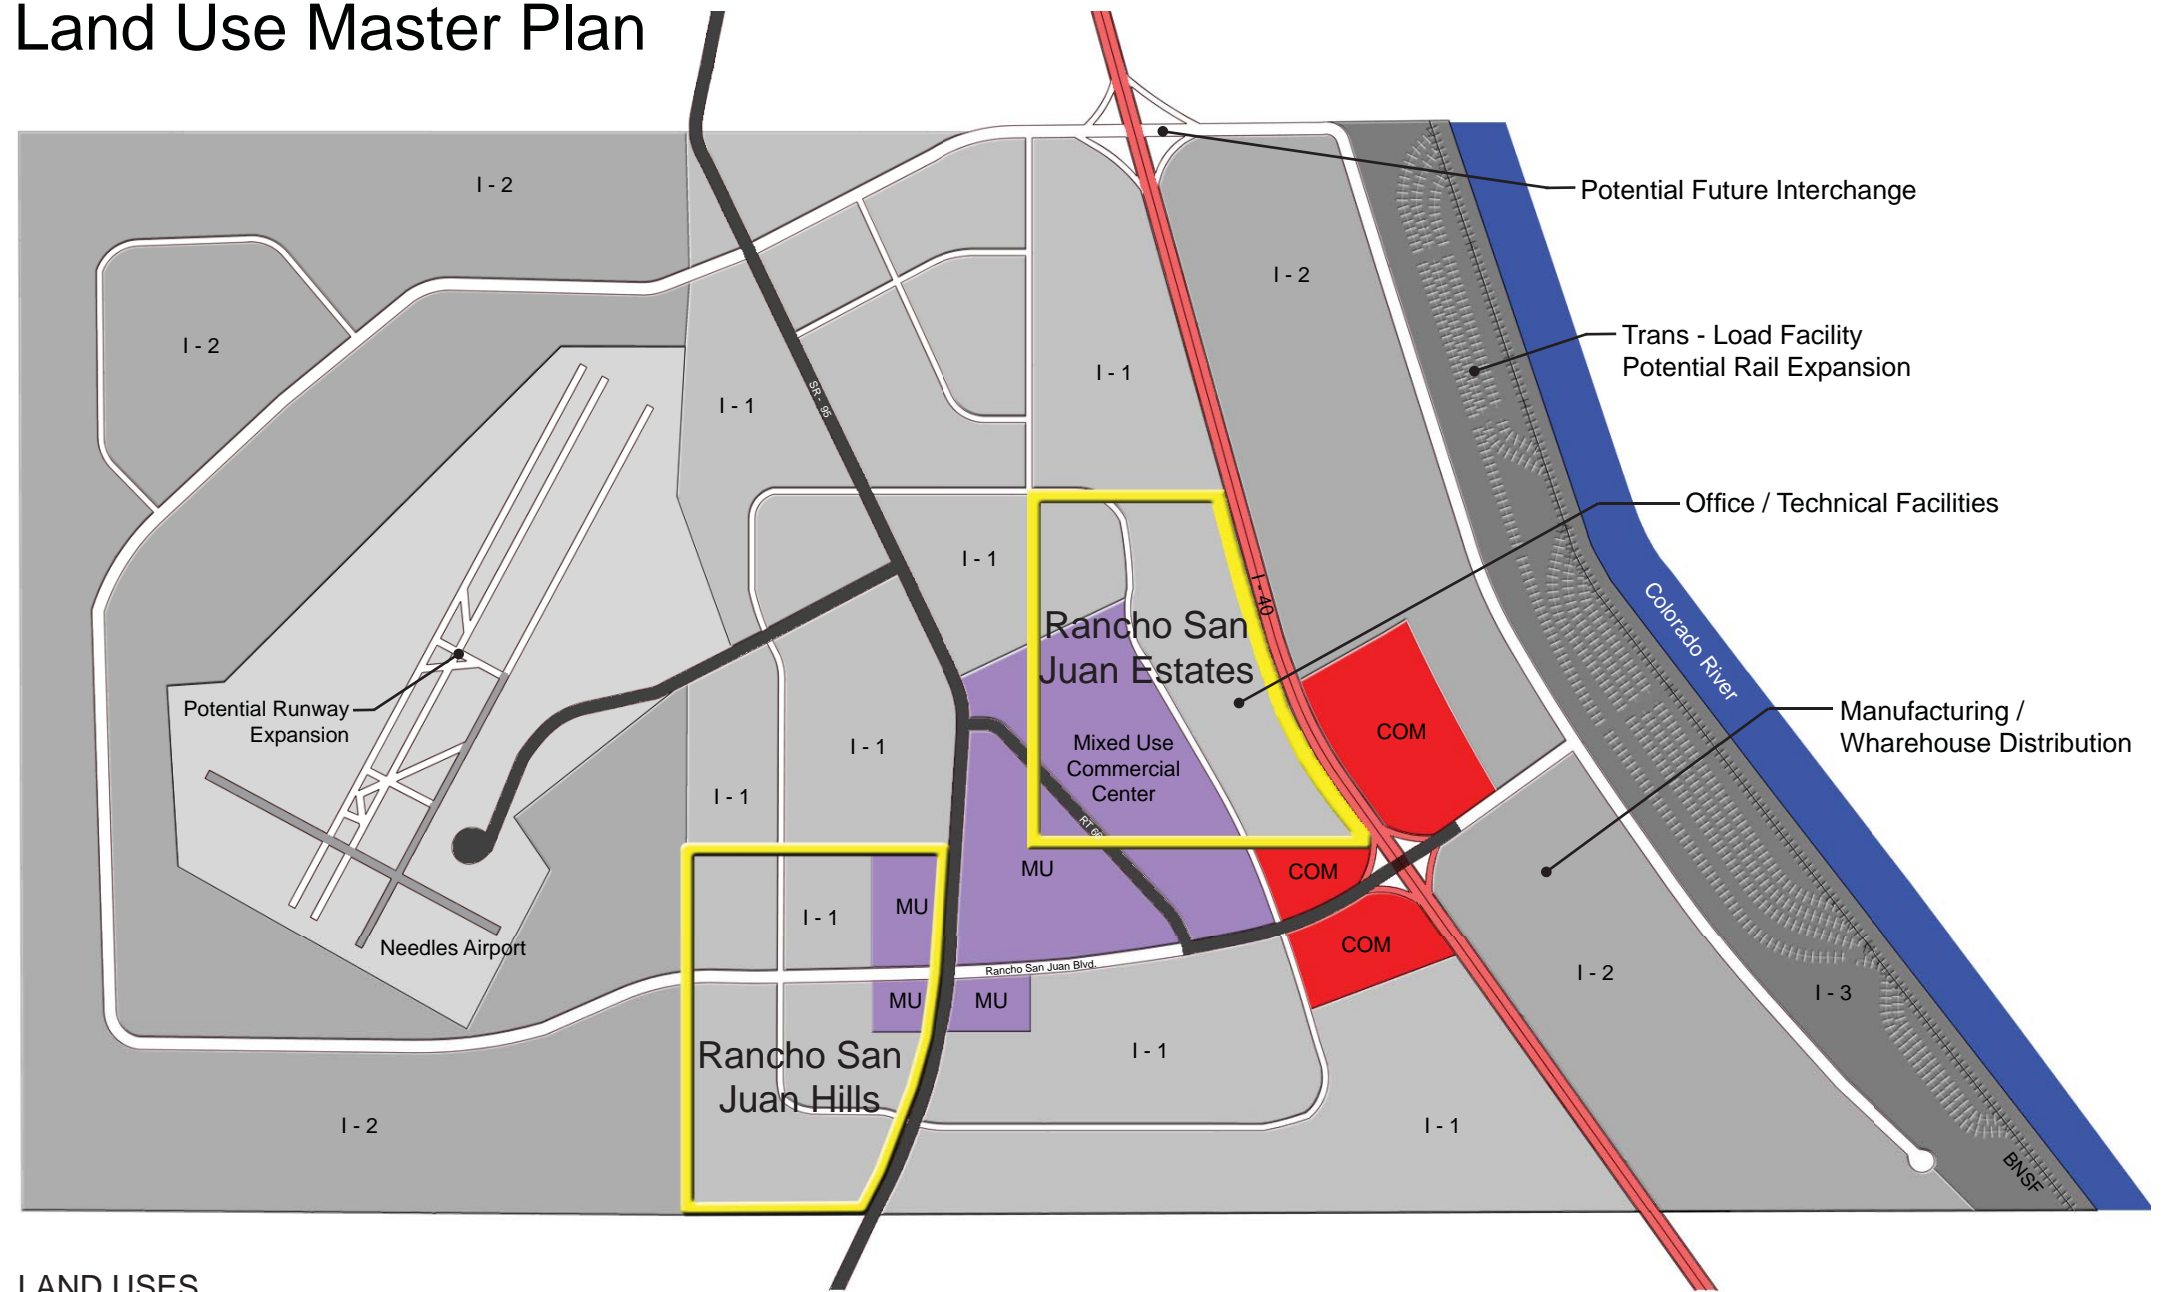 Land Use Master Plan
I - 2
Potential Future Interchange
I - 2
I - 2
Trans - Load Facility
Potential Rail Expansion
I - 1
I - 1
SR - 95
Office / Technical Facilities
I - 1
I - 40
Rancho San
Juan Estates
Colorado River
Potential Runway
Expansion
Manufacturing /
Wharehouse Distribution
COM
I - 1
Mixed Use
Commercial
Center
I - 1
RT 66
MU
COM
MU
I - 1
Needles Airport
COM
Rancho San Juan Blvd.
I - 2
I - 3
MU
MU
Rancho San
Juan Hills
I - 1
I - 2
I - 1
BNSF
LAND USES